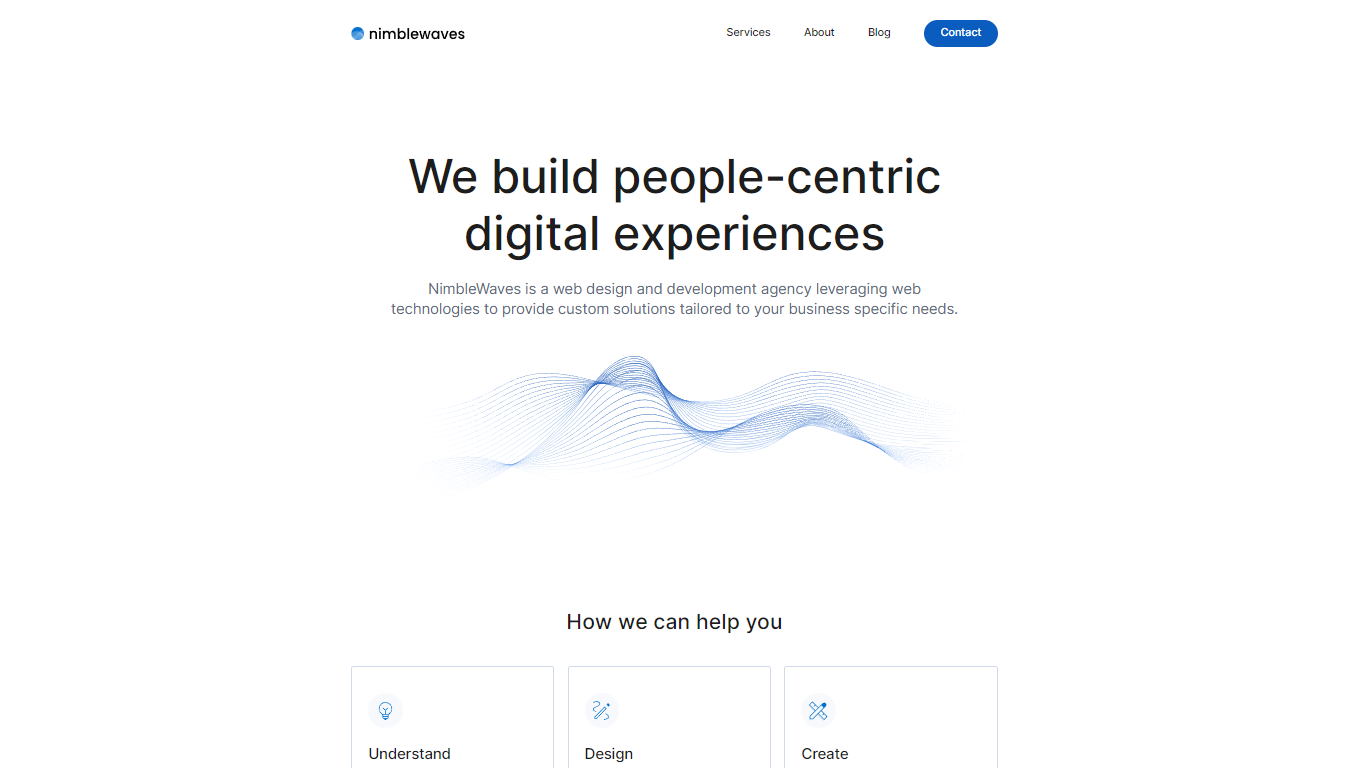 nimblewaves
Services
About
Blog
Contact
We build people-centric
digital experiences
NimbleWaves is a web design and development agency leveraging web
technologies to provide custom solutions tailored to your business specific needs.
How we can help you
Understand
Design
Create